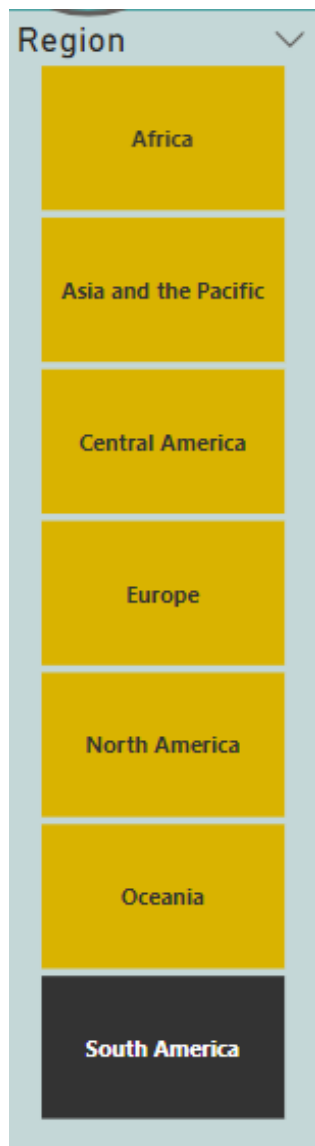 Region
Africa
Asia and the Pacific
Central America
Europe
North America
Oceania
South America